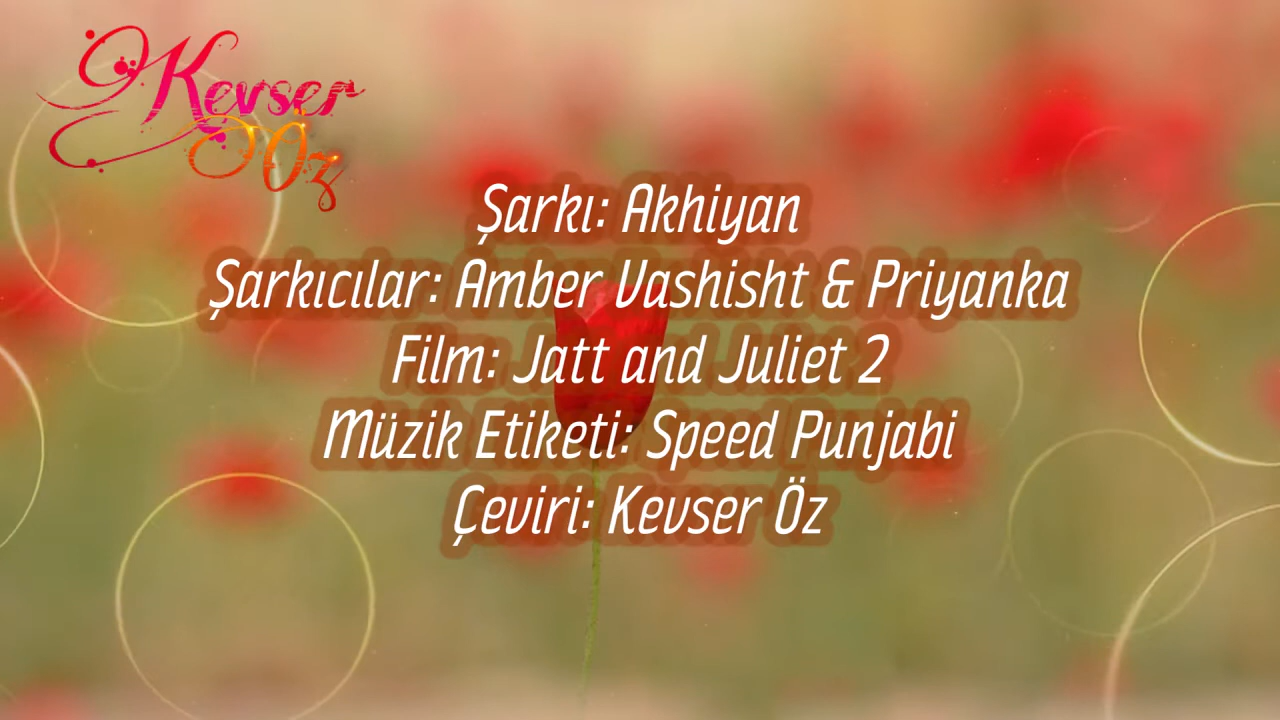 Kevser
Öz
Şarkı: Akhiyan
Şarkıcılar: Amber Vashisht & Priyanka
Film: Jatt and Juliet 2
Müzik Etiketi: Speed Punjabi
Çeviri: Kevser Öz